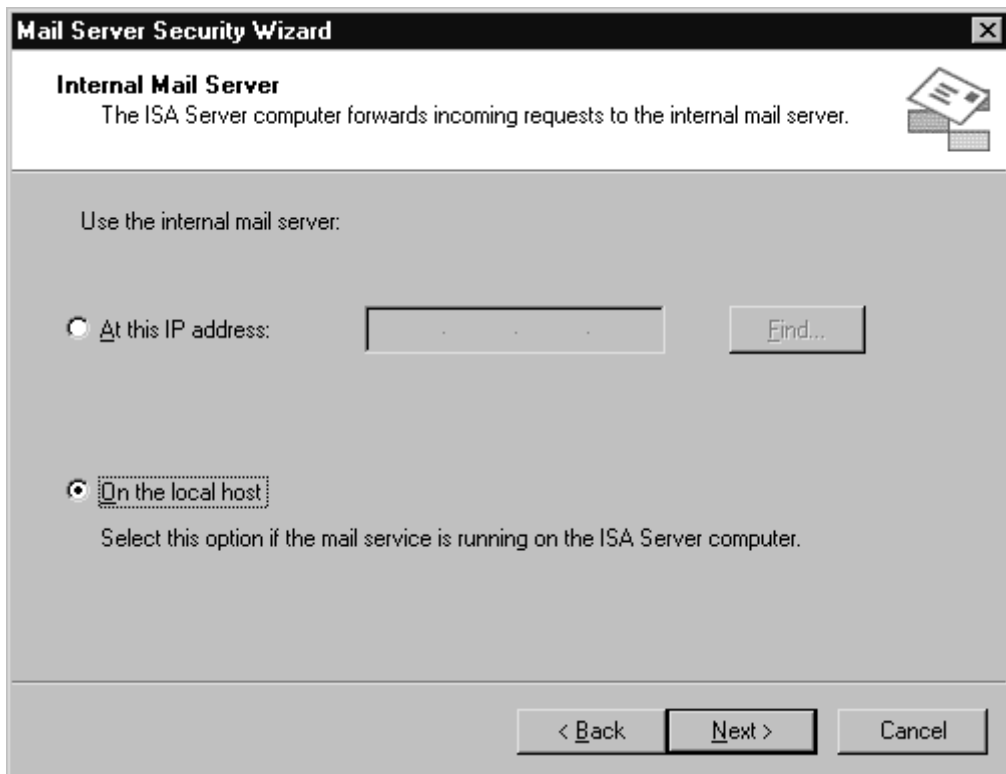 Mail Server Security Wizard
Internal Mail Server
The ISA Server computer forwards incoming requests to the internal mail server.
Use the internal mail server:
At this IP address:
Find...
On the local host
Select this option if the mail service is running on the ISA Server computer.
< Back
Next >
Cancel